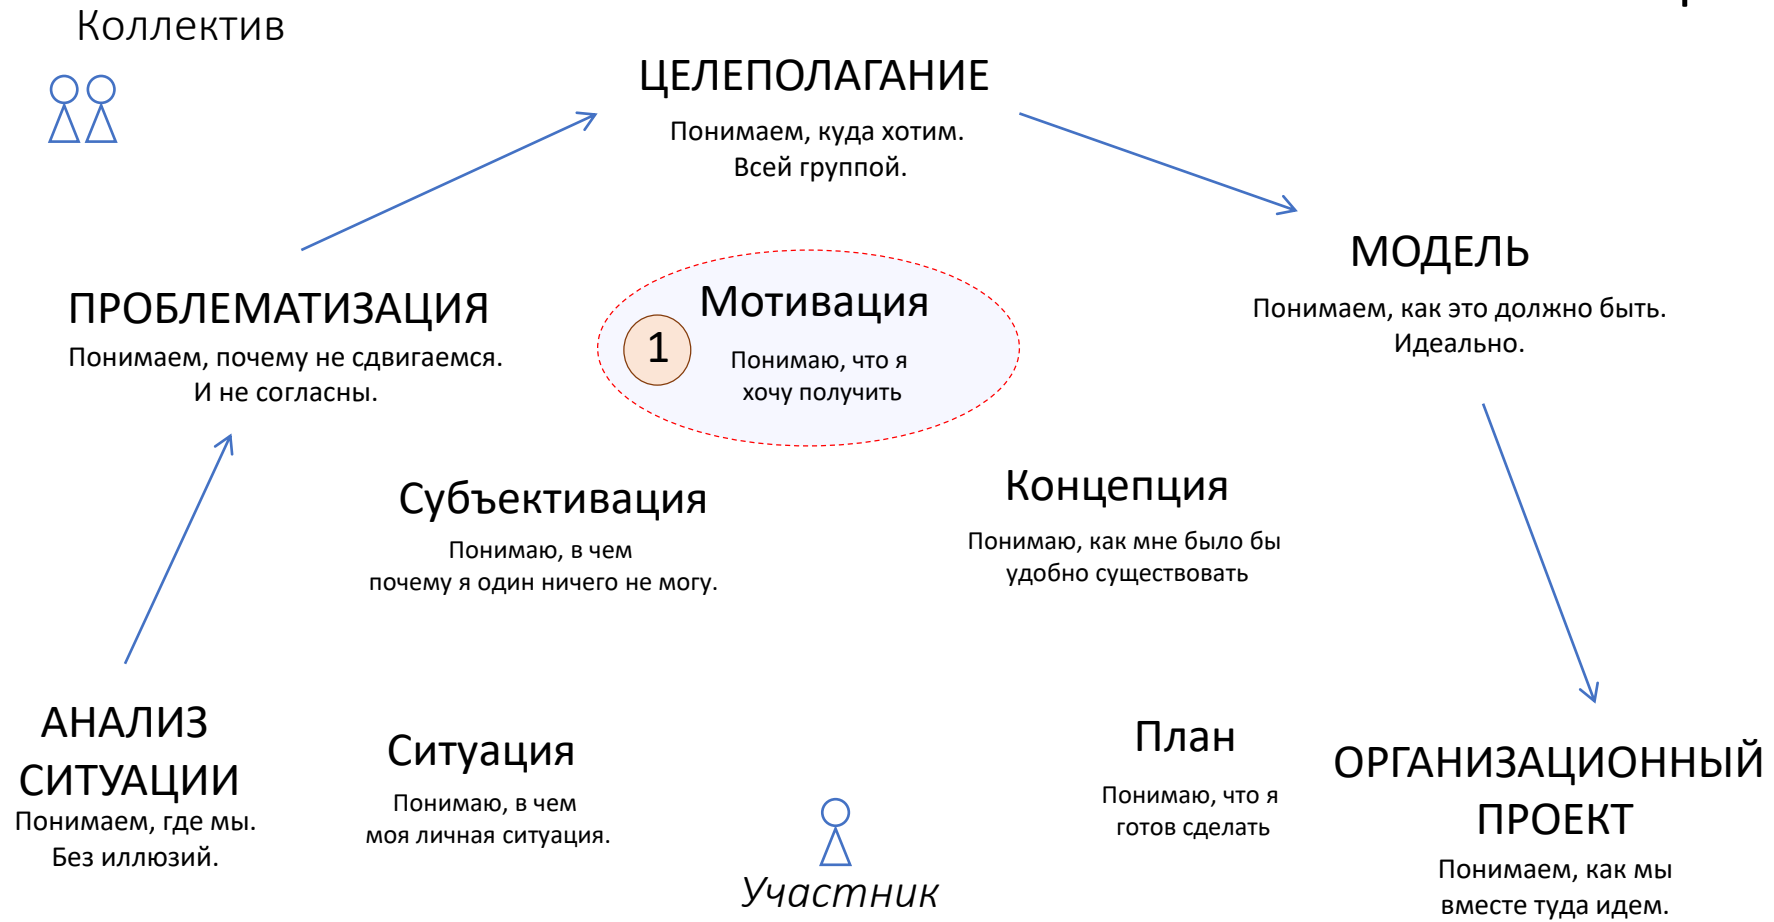 Коллектив
ЦЕЛЕПОЛАГАНИЕ
Понимаем, куда хотим.
Всей группой.
МОДЕЛЬ
Понимаем, как это должно быть.
Идеально.
ПРОБЛЕМАТИЗАЦИЯ
Понимаем, почему не сдвигаемся.
И не согласны.
Мотивация
1
Понимаю, что я
хочу получить
Субъективация
Понимаю, в чем
почему я один ничего не могу.
Концепция
Понимаю, как мне было бы
удобно существовать
АНАЛИЗ
СИТУАЦИИ
Понимаем, где мы.
Без иллюзий.
Ситуация
Понимаю, в чем
моя личная ситуация.
План
Понимаю, что я
готов сделать
ОРГАНИЗАЦИОННЫЙ
ПРОЕКТ
Понимаем, как мы
вместе туда идем.
Участник